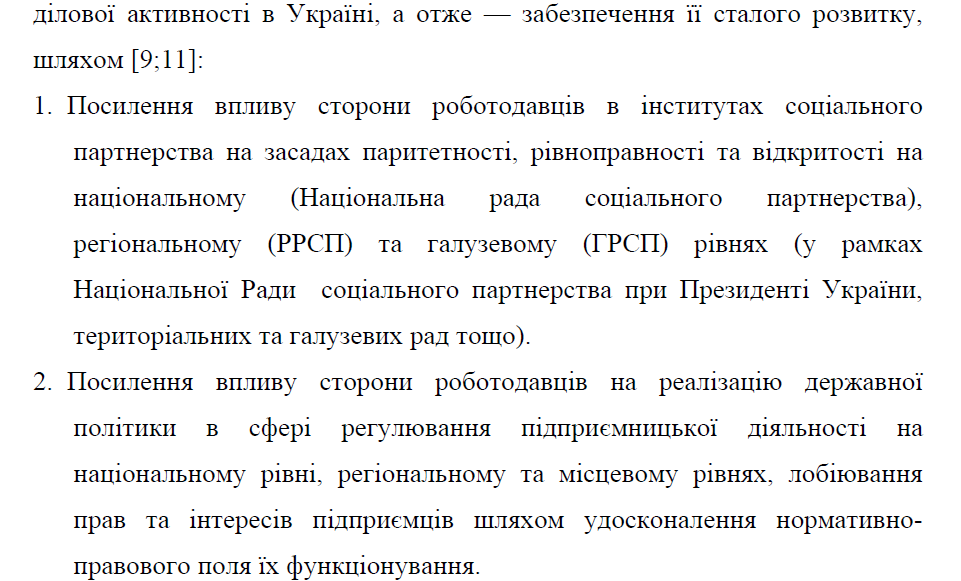 ділової активності в Україні, а отже — забезпечення її сталого розвитку,
шляхом [9;11]:
1. Посилення впливу сторони роботодавців в інститутах соціального
партнерства на засадах паритетності, рівноправності та відкритості на
національному (Національна рада соціального партнерства),
регіональному (РРСП) та галузевому (ГРСП) рівнях (у рамках
Національної Ради соціального партнерства при Президенті України,
територіальних та галузевих рад тощо).
2. Посилення впливу сторони роботодавців на реалізацію державної
політики в сфері регулювання підприємницької діяльності на
національному рівні, регіональному та місцевому рівнях, лобіювання
прав та інтересів підприємців шляхом удосконалення нормативно-
правового поля їх функціонування.